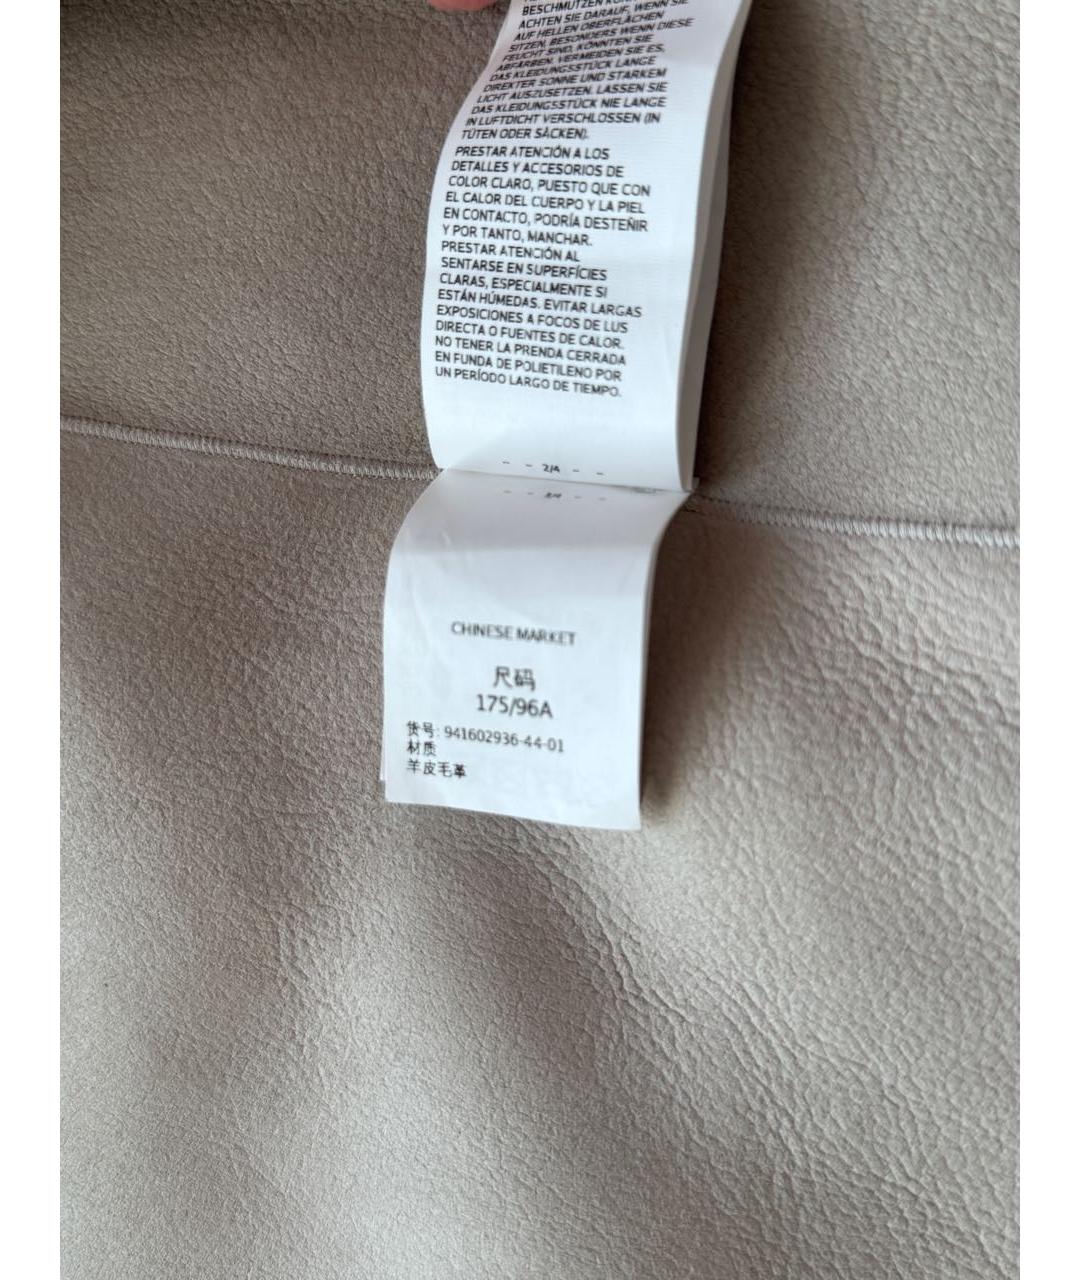 BESCHMUTZEN
ACHTEN SIE DARAUF, WENN SIE
AUF HELLEN OBERFLÄCHEN
SITZEN, BESONDERS WENN DIESE
FEUCHT SIND, KÖNNTEN SIE
ABFÄRBEN. VERMEIDEN SIE ES,
DAS KLEIDUNGSSTÜCK LANGE
DIREKTER SONNE UND STARKEM
LICHT AUSZUSETZEN. LASSEN SIE
DAS KLEIDUNGSSTÜCK NIE LANGE
IN LUFTDICHT VERSCHLOSSEN (IN
TÜTEN ODER SÄCKEN).
PRESTAR ATENCIÓN A LOS
DETALLES Y ACCESORIOS DE
COLOR CLARO, PUESTO QUE CON
EL CALOR DEL CUERPO Y LA PIEL
EN CONTACTO, PODRÍA DESTEÑIR
Y POR TANTO, MANCHAR.
PRESTAR ATENCIÓN AL
SENTARSE EN SUPERFÍCIES
CLARAS, ESPECIALMENTE SI
ESTÁN HÚMEDAS. EVITAR LARGAS
EXPOSICIONES A FOCOS DE LUS
DIRECTA O FUENTES DE CALOR.
NO TENER LA PRENDA CERRADA
EN FUNDA DE POLIETILENO POR
UN PERÍODO LARGO DE TIEMPO.
- - 2/4 - -
CHINESE MARKET
尺码
175/96A
货号: 941602936-44-01
材质
羊皮毛革